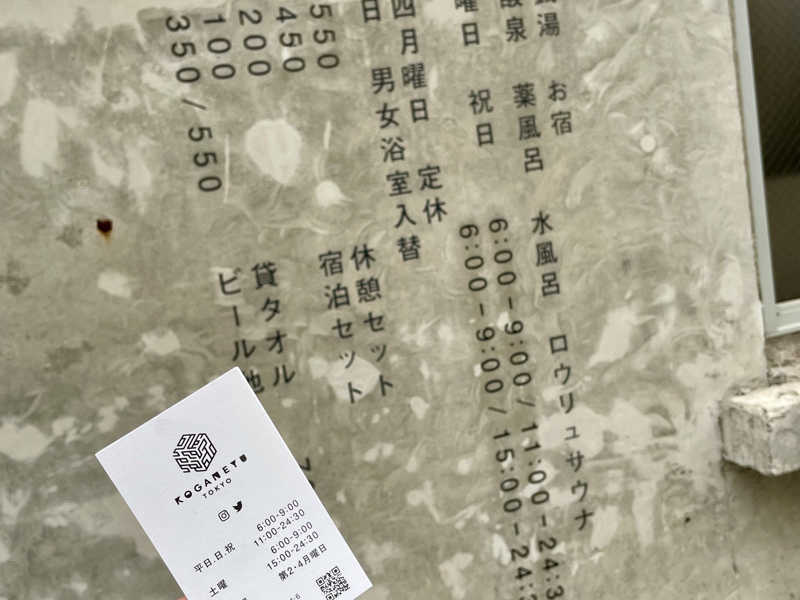 銭湯 お宿 水風呂 ロウリュサウナ
酸泉 薬風呂 6:00-9:00/11:00-24:3
曜日 祝日 6:00-9:00/15:00-24:
四月曜日 定休
日 男女浴室入替
休憩セット
宿泊セット
貸タオル
ビール
550
450
200
100
350/550
KOGANEYU
TOKYO
平日.日.祝 6:00-9:00
11:00-24:30
土曜 6:00-9:00
15:00-24:30
第2・4月曜日